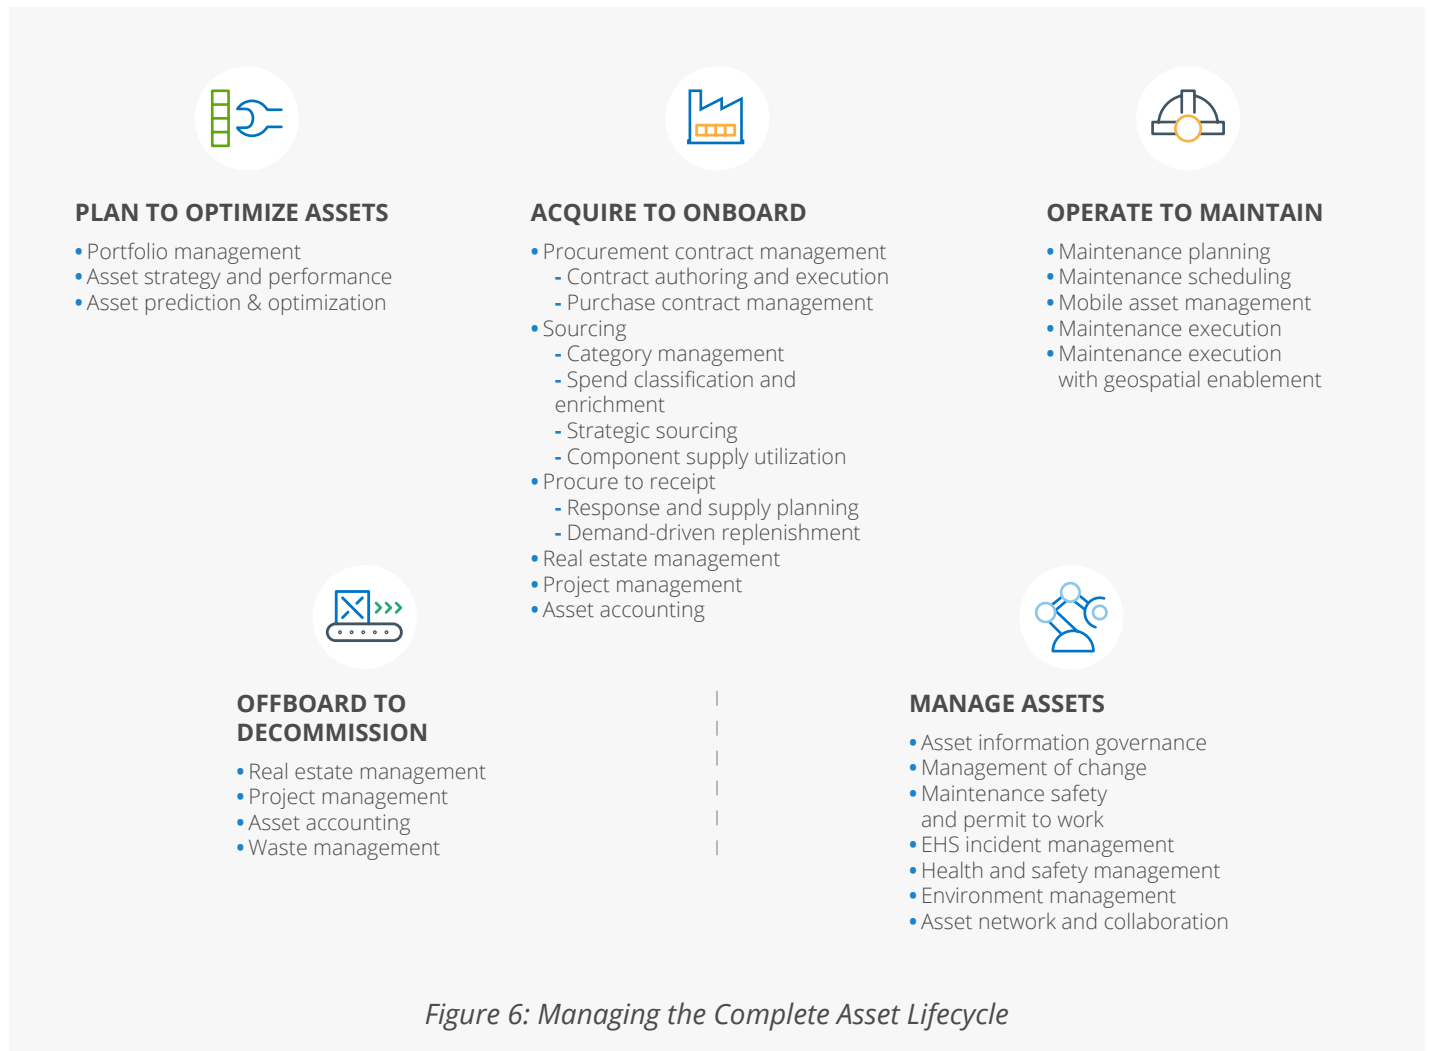 PLAN TO OPTIMIZE ASSETS
• Portfolio management
• Asset strategy and performance
• Asset prediction & optimization
ACQUIRE TO ONBOARD
• Procurement contract management
- Contract authoring and execution
- Purchase contract management
• Sourcing
- Category management
- Spend classification and
enrichment
- Strategic sourcing
- Component supply utilization
• Procure to receipt
- Response and supply planning
- Demand-driven replenishment
• Real estate management
• Project management
• Asset accounting
OPERATE TO MAINTAIN
• Maintenance planning
• Maintenance scheduling
• Mobile asset management
• Maintenance execution
• Maintenance execution
with geospatial enablement
OFFBOARD TO
DECOMMISSION
• Real estate management
• Project management
• Asset accounting
• Waste management
MANAGE ASSETS
• Asset information governance
• Management of change
• Maintenance safety
and permit to work
• EHS incident management
• Health and safety management
• Environment management
• Asset network and collaboration
Figure 6: Managing the Complete Asset Lifecycle